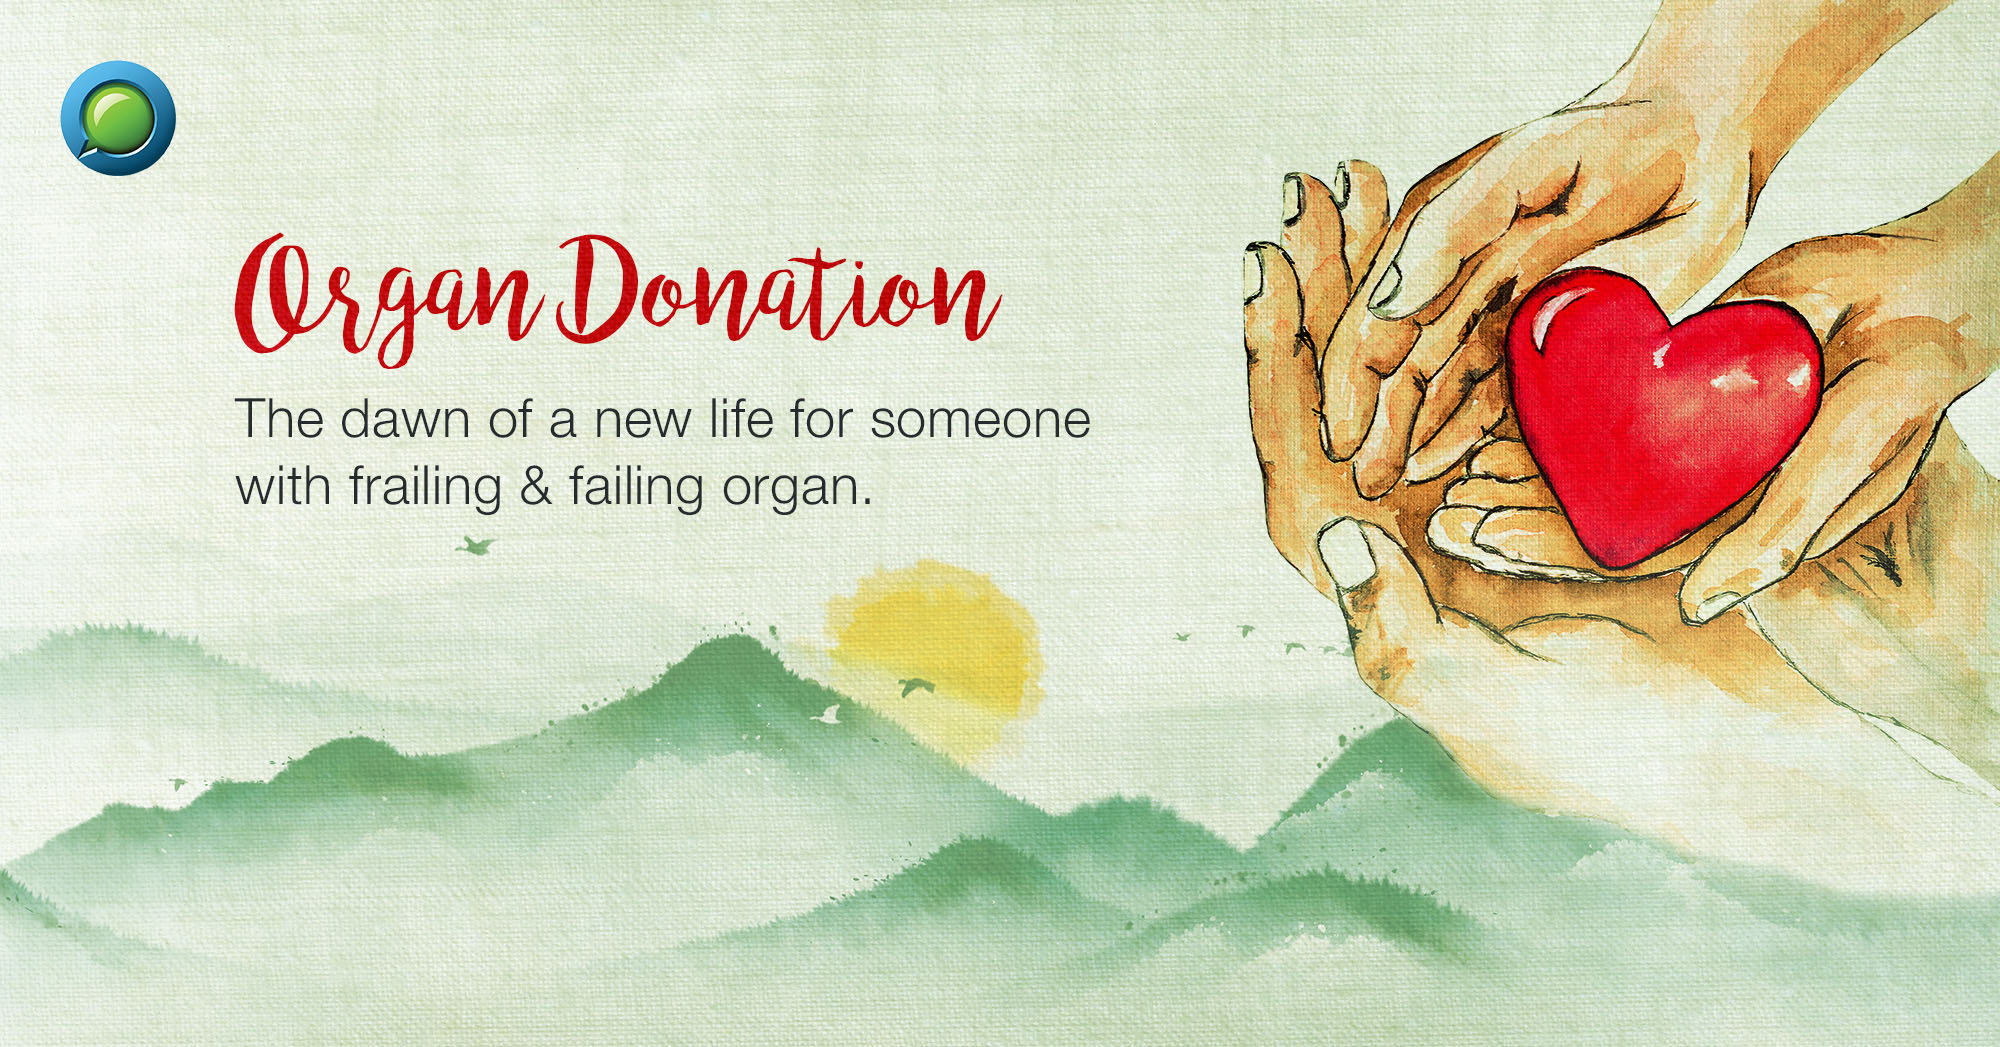 Organ Donation
The dawn of a new life for someone
with frailing & failing organ.